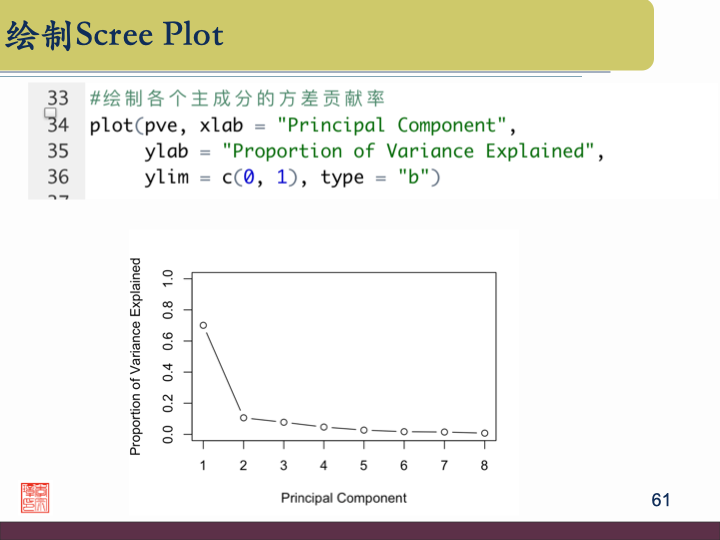 绘制Scree Plot
33 #绘制各个主成分的方差贡献率
34 plot(pve, xlab = "Principal Component",
35 ylab = "Proportion of Variance Explained",
36 ylim = c(0, 1), type = "b")
Proportion of Variance Explained
1.0
0.8
0.6
0.4
0.2
0.0
1 2 3 4 5 6 7 8
Principal Component
61